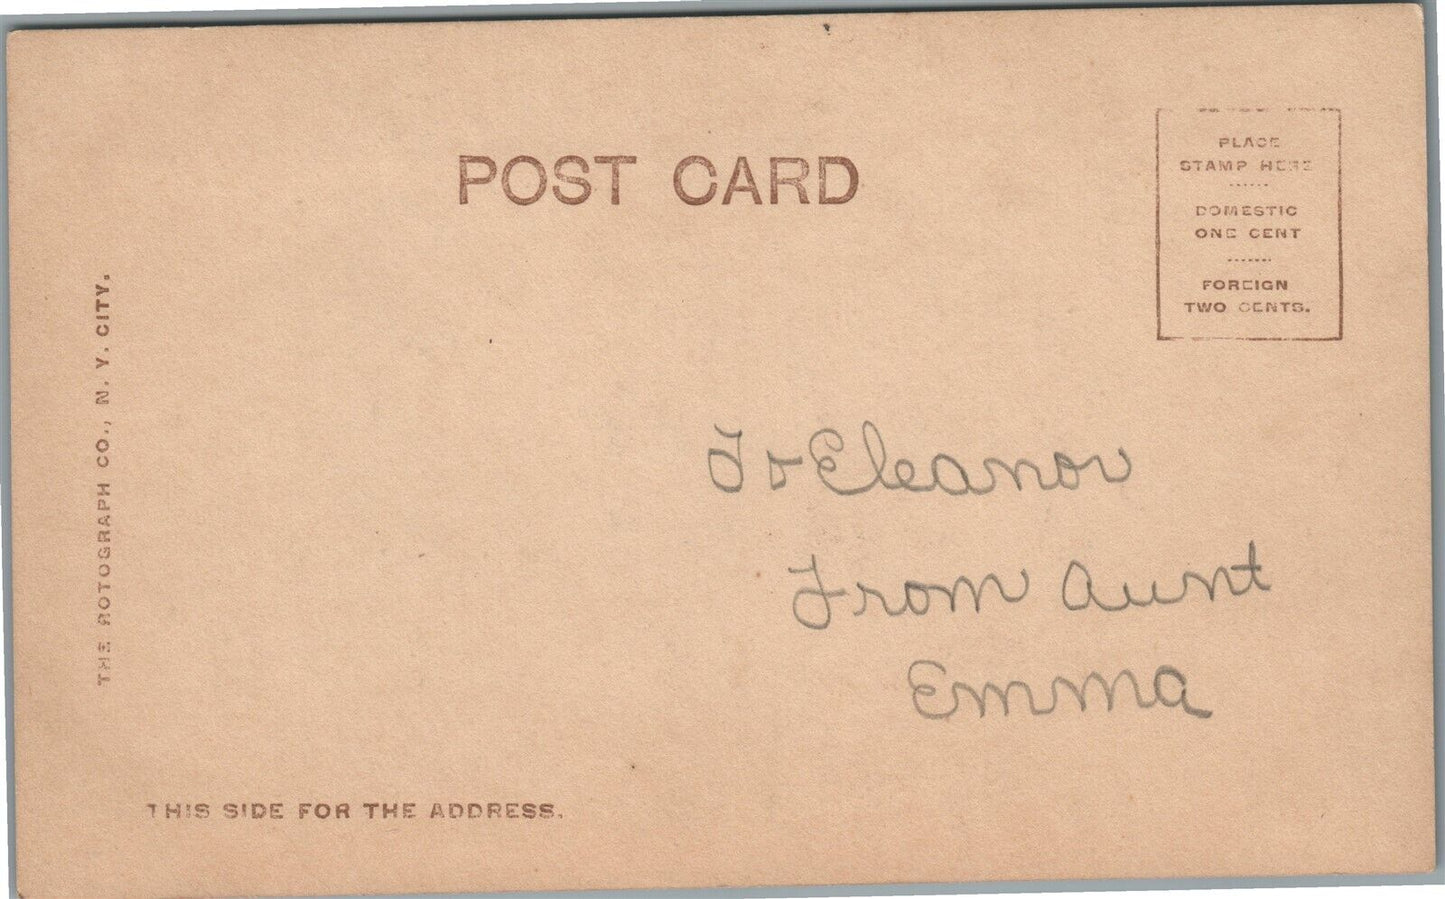 POST CARD
PLACE
STAMP HERE
DOMESTIC
ONE CENT
FOREIGN
TWO CENTS.
THE ROTOGRAPH CO., N. Y. CITY.
To Eleanor
From Aunt
Emma
THIS SIDE FOR THE ADDRESS.